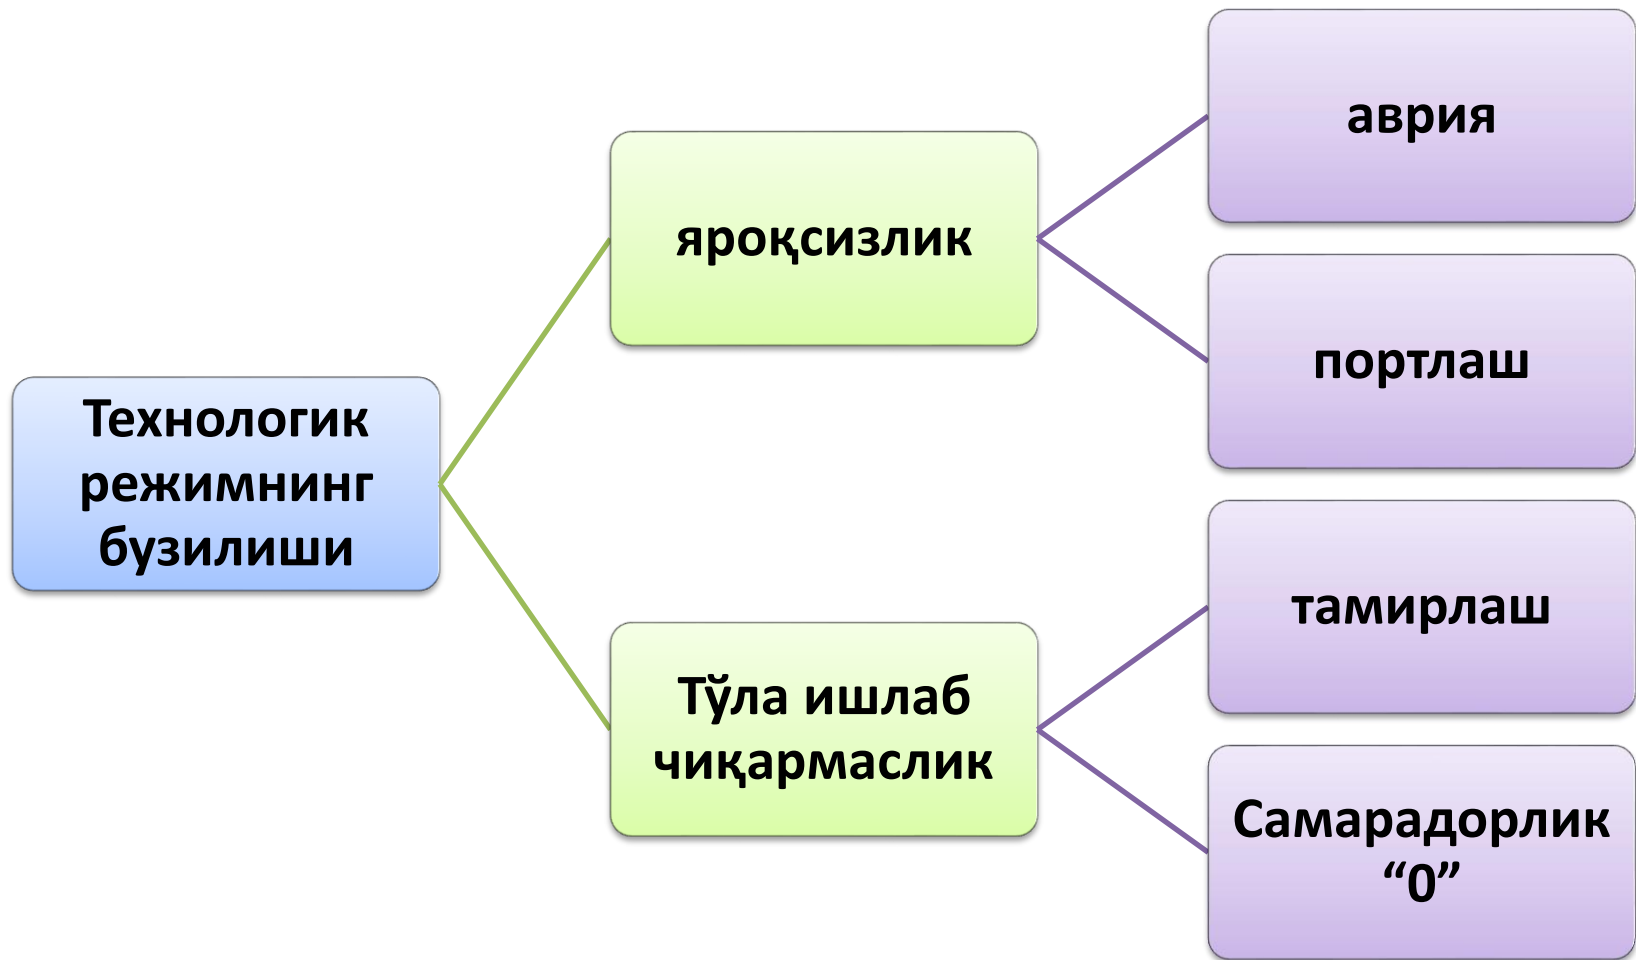 Технологик
режимнинг
бузилиши
яроқсизлик
аврия
портлаш
Тўла ишлаб
чиқармаслик
тамирлаш
Самарадорлик
“0”